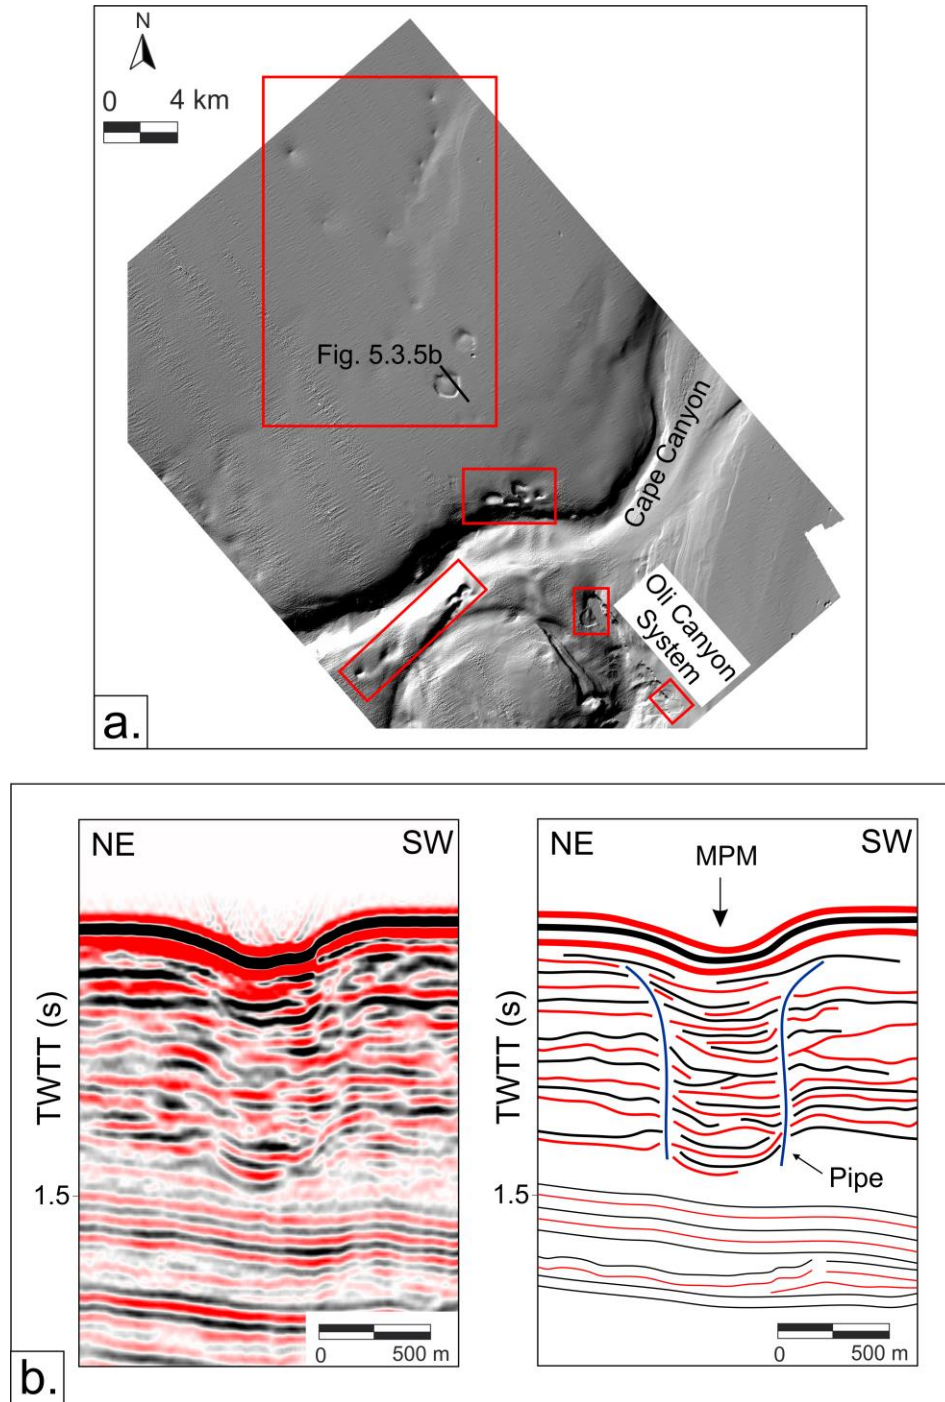 N
0 4 km
Fig. 5.3.5b
Cape Canyon
Oli Canyon
System
a.
NE SW
TWTT (s)
1.5
0 500 m
NE SW
MPM
TWTT (s)
Pipe
1.5
0 500 m
b.